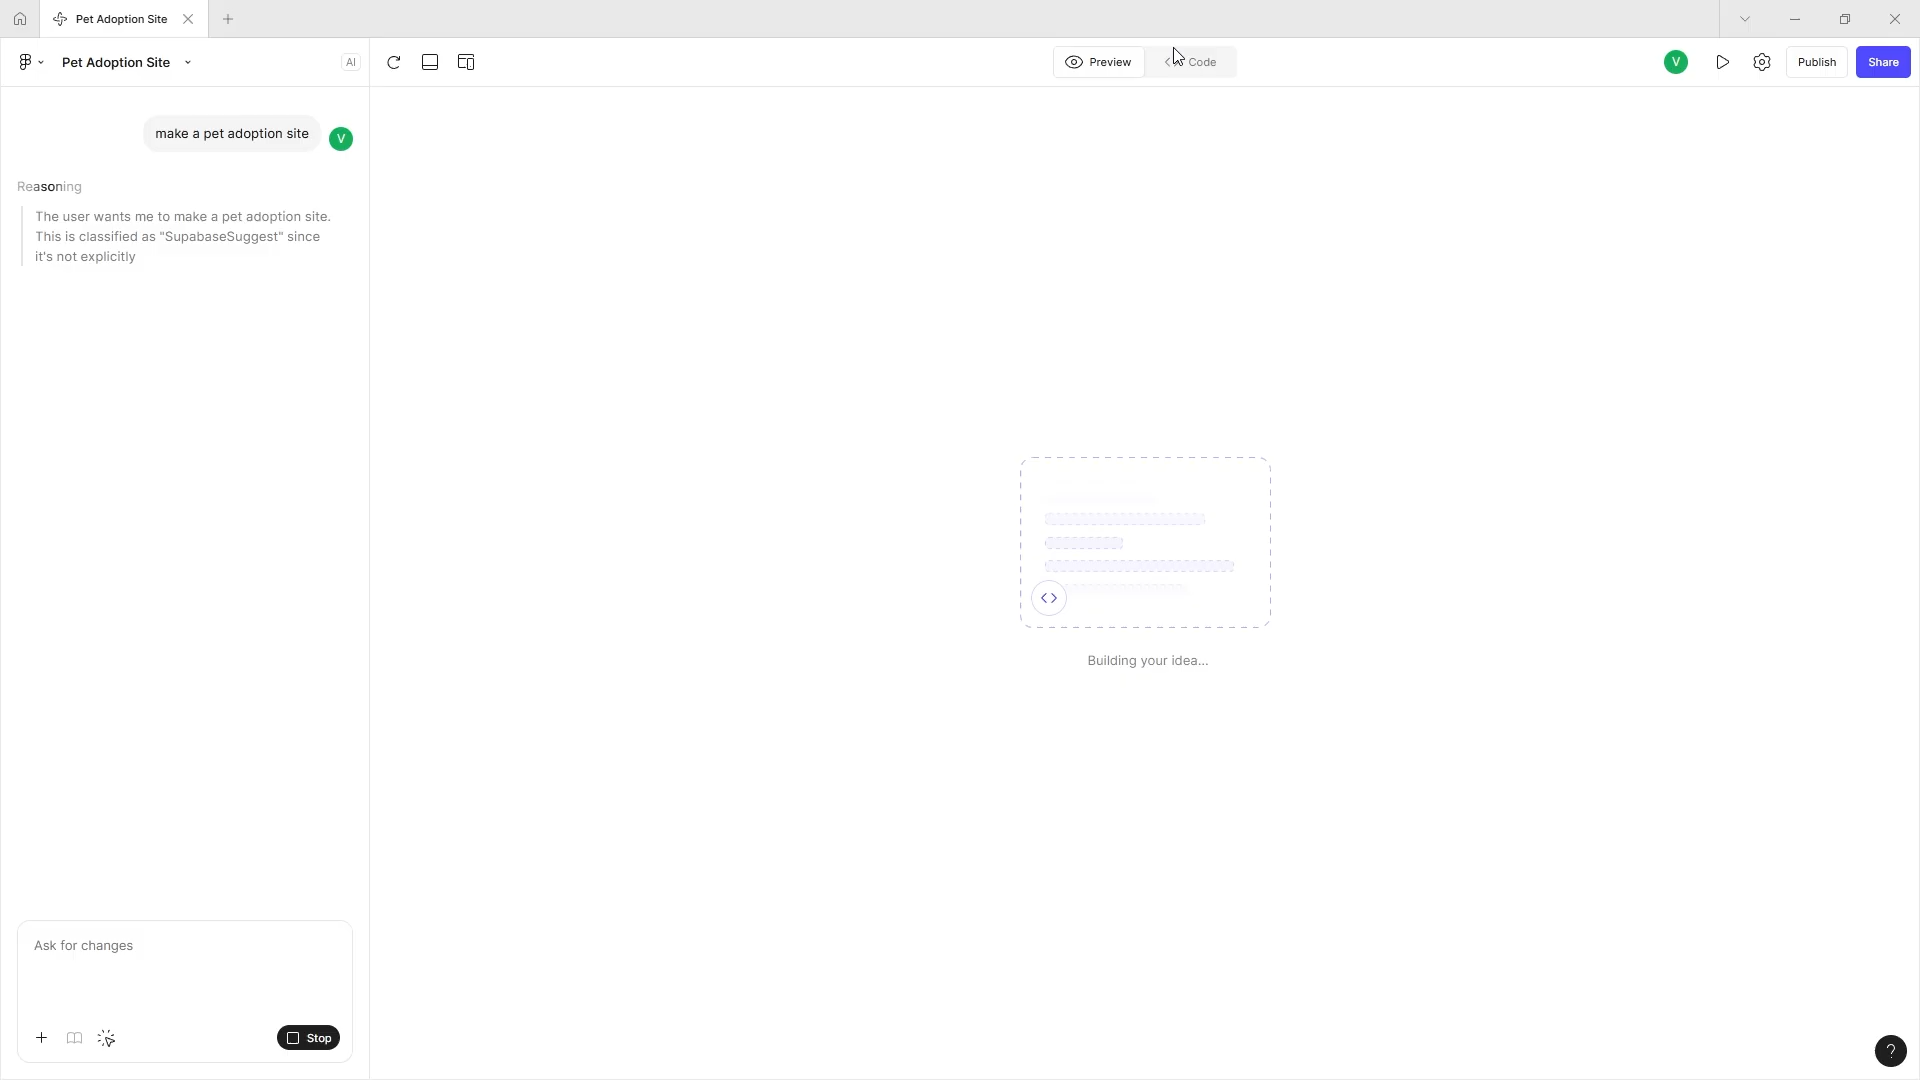 Pet Adoption Site
Pet Adoption Site
AI
Preview
Code
V
Publish
Share
make a pet adoption site
V
Reasoning
The user wants me to make a pet adoption site.
This is classified as "SupabaseSuggest" since
it's not explicitly
Building your idea...
Ask for changes
Stop
?